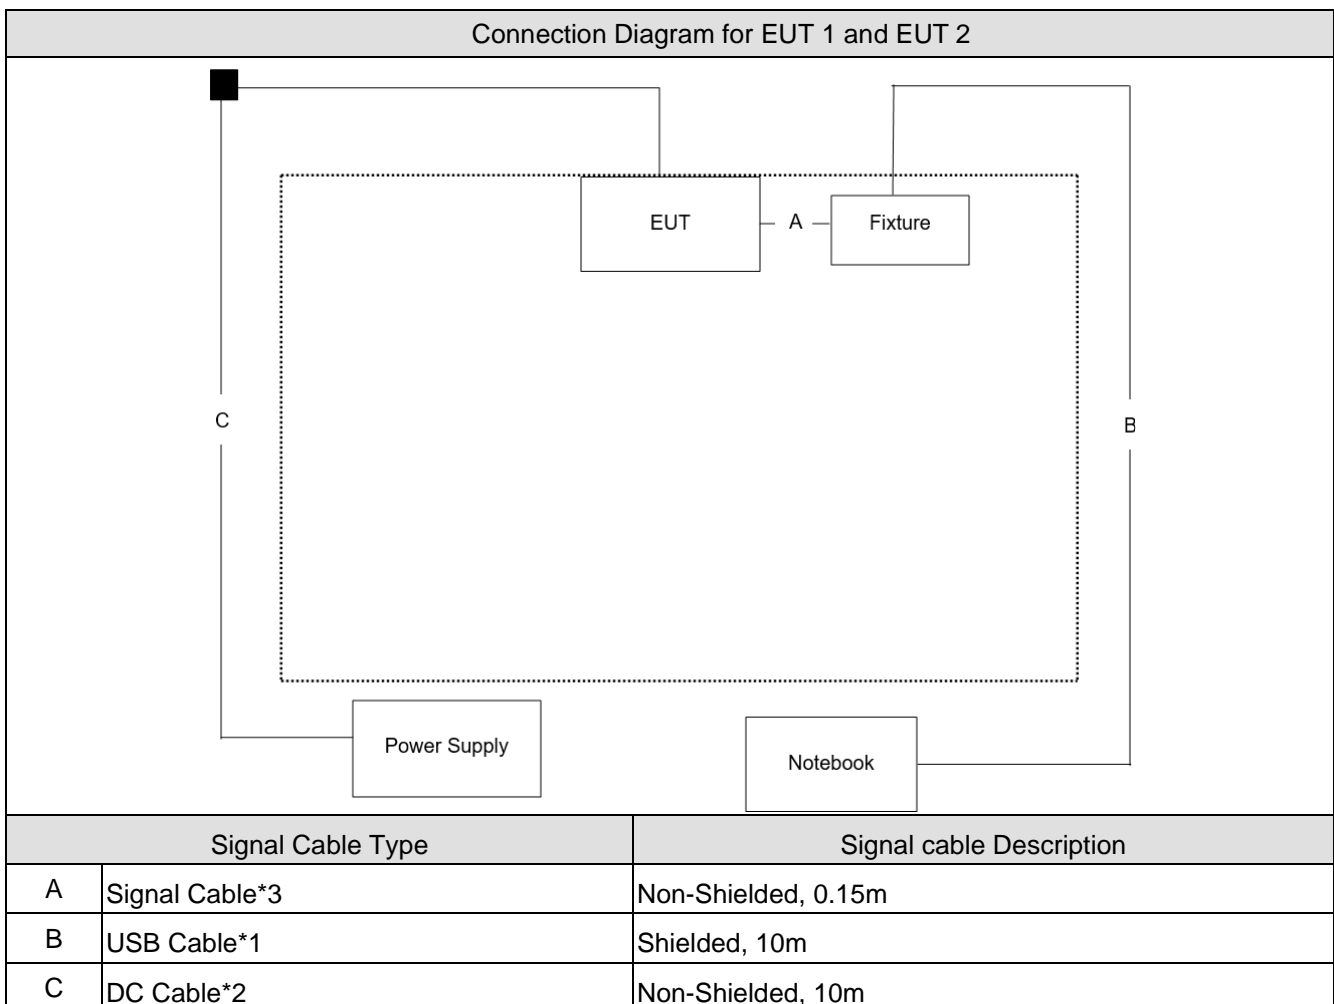 Connection Diagram for EUT 1 and EUT 2
EUT
A
Fixture
C
B
Power Supply
Notebook
Signal Cable Type
Signal cable Description
A
Signal Cable*3
Non-Shielded, 0.15m
B
USB Cable*1
Shielded, 10m
C
DC Cable*2
Non-Shielded, 10m